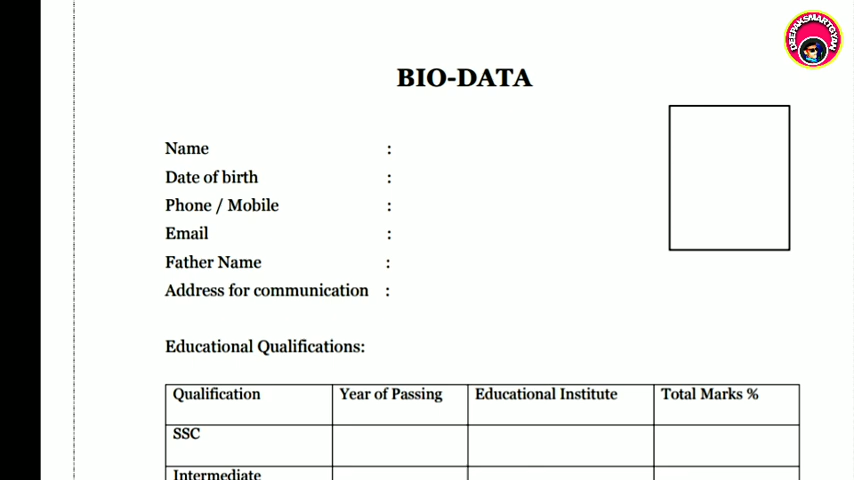 DEEPAKSMARTGYAN
BIO-DATA
Name :
Date of birth :
Phone / Mobile :
Email :
Father Name :
Address for communication :
Educational Qualifications:
Qualification Year of Passing Educational Institute Total Marks %
SSC
Intermediate